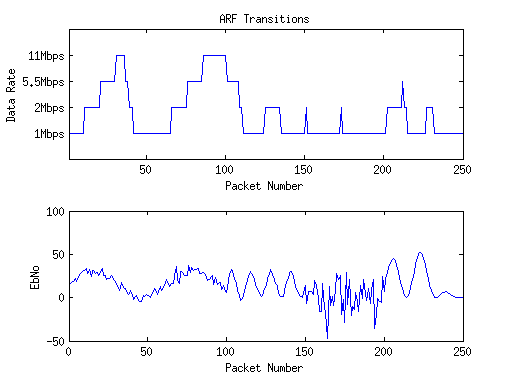 ARF Transitions
Data Rate
11Mbps
5.5Mbps
2Mbps
1Mbps
50 100 150 200 250
Packet Number
EbNo
100
50
0
-50
0 50 100 150 200 250
Packet Number